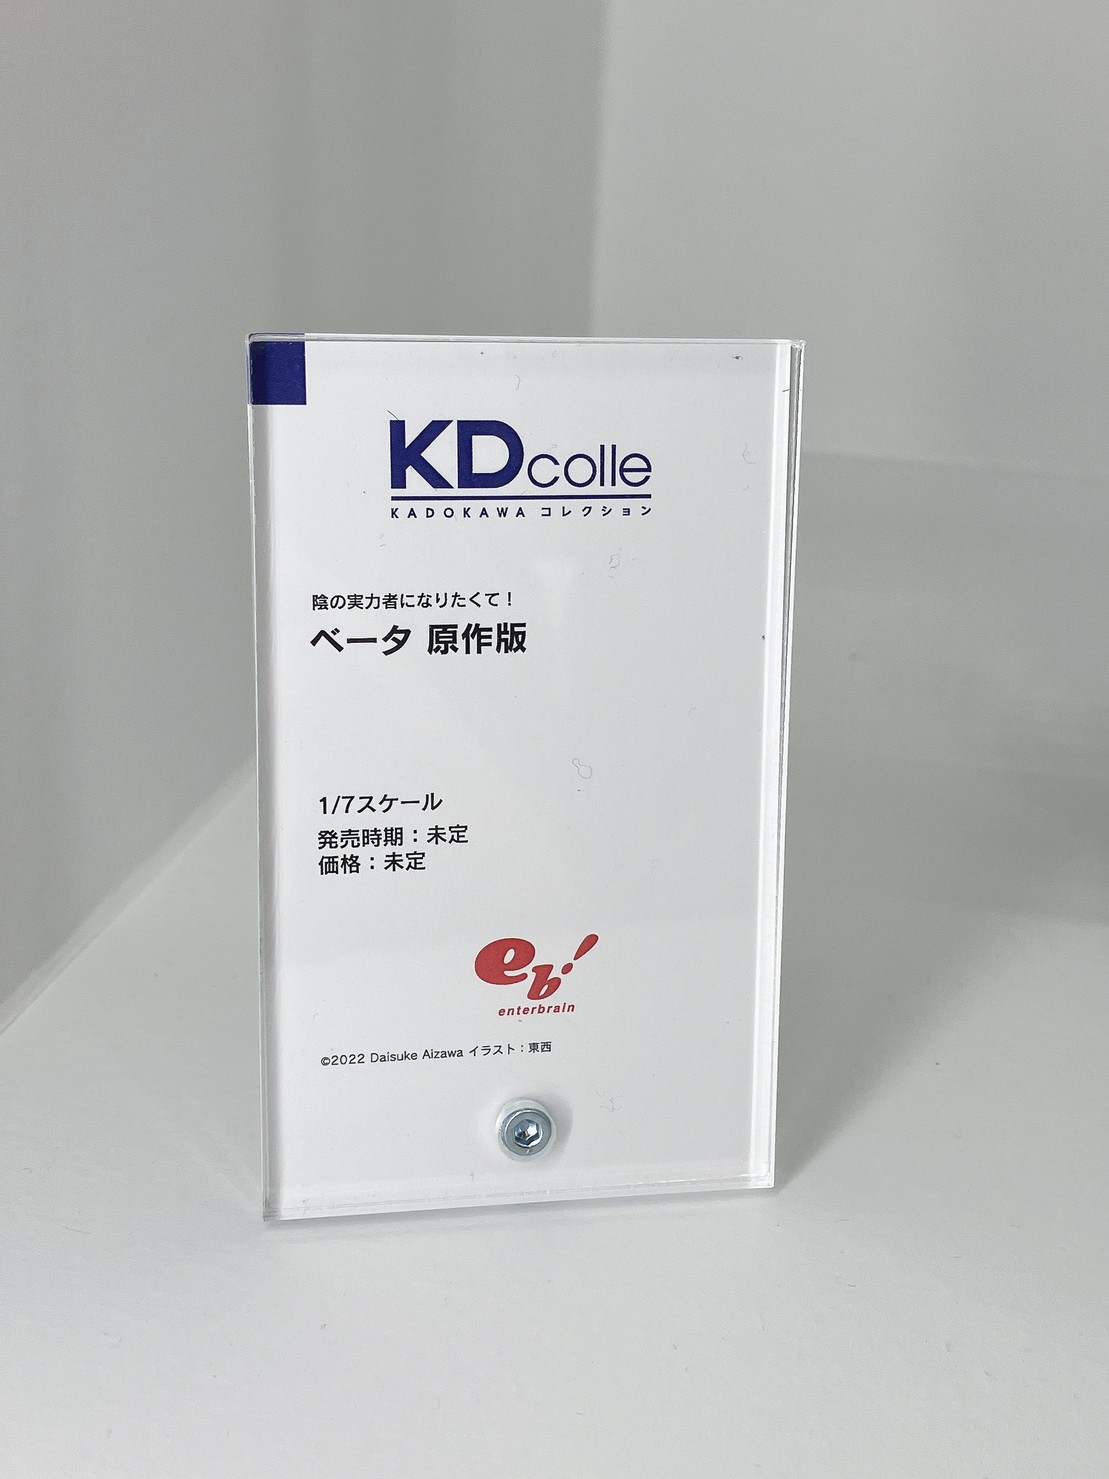 KDcolle
KADOKAWA コレクション
陰の実力者になりたくて！
ベータ 原作版
1/7スケール
発売時期：未定
価格：未定
eb!
enterbrain
©2022 Daisuke Aizawa イラスト：東西